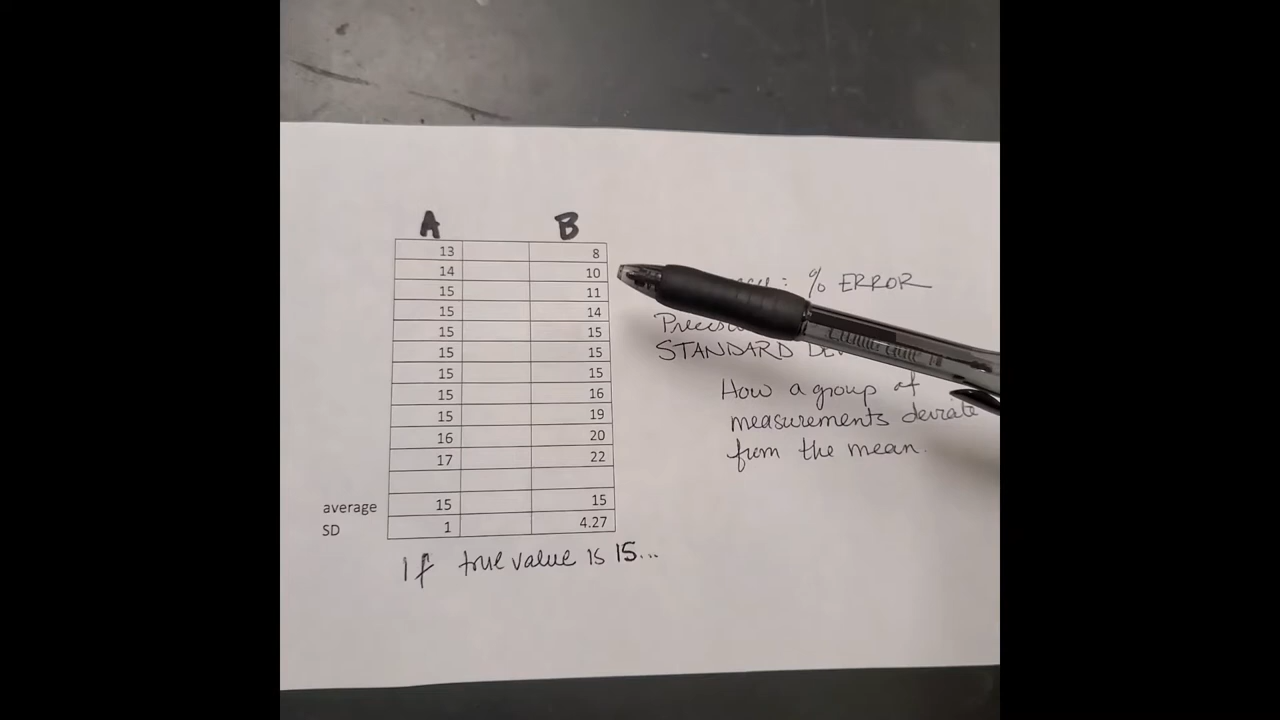 A B
13 8
14 10
15 11
15 14
15 15
15 15
15 15
15 16
15 19
16 20
17 22
average 15 15
SD 1 4.27
If true value is 15...
: % ERROR
STANDARD
How a group of
measurements deviate
from the mean.